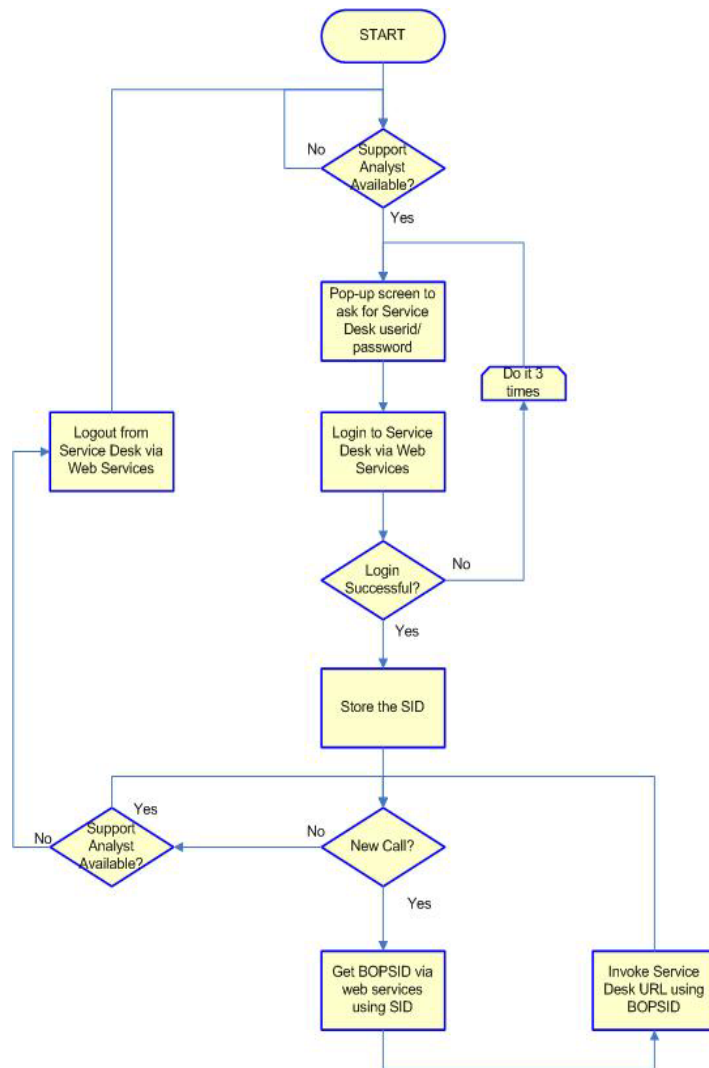 START
No
Support
Analyst
Available?
Yes
Pop-up screen to
ask for Service
Desk userid/
password
Do it 3
times
Logout from
Service Desk via
Web Services
Login to Service
Desk via Web
Services
Login
Successful?
No
Yes
Store the SID
Yes
No
Support
Analyst
Available?
No
New Call?
Yes
Get BOPSID via
web services
using SID
Invoke Service
Desk URL using
BOPSID